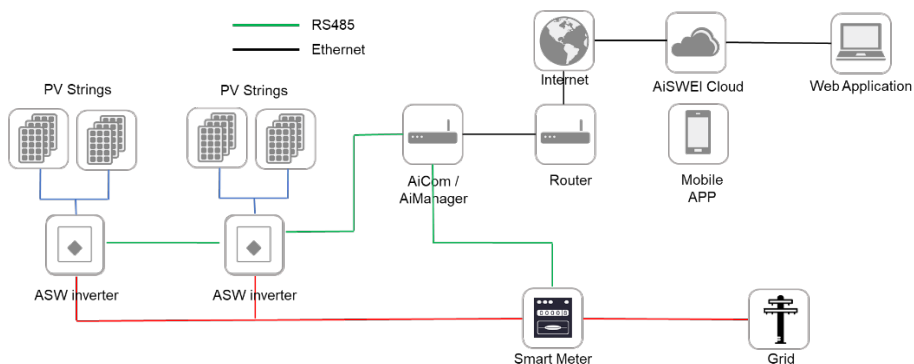 RS485
Ethernet
PV Strings
PV Strings
Internet
AiSWEI Cloud
Web Application
AiCom /
AiManager
Router
Mobile
APP
ASW inverter
ASW inverter
Smart Meter
Grid